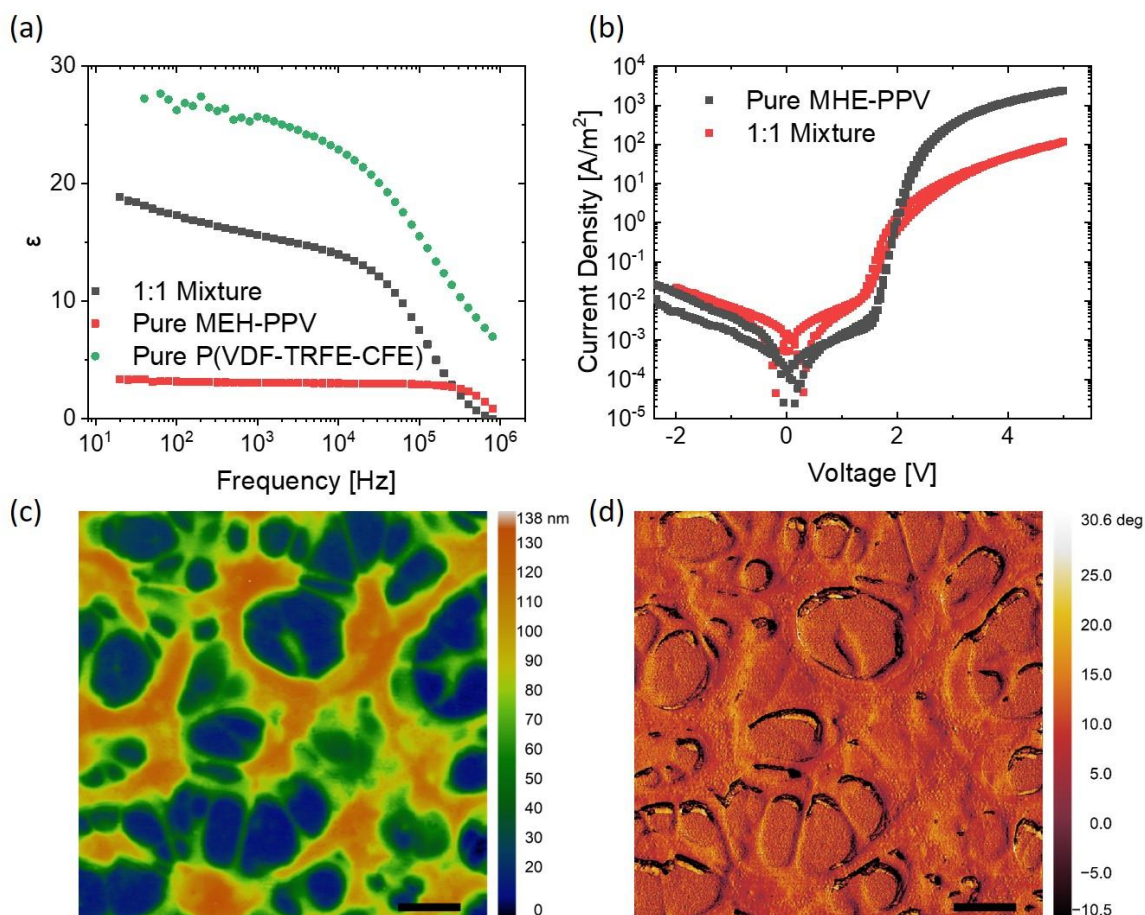 (a)
30
20
10
0
ε
1:1 Mixture
Pure MEH-PPV
Pure P(VDF-TRFE-CFE)
10¹ 10² 10³ 10⁴ 10⁵ 10⁶
Frequency [Hz]
(b)
10⁴
10³
10²
10¹
10⁰
10⁻¹
10⁻²
10⁻³
10⁻⁴
10⁻⁵
Current Density [A/m²]
Pure MHE-PPV
1:1 Mixture
-2 0 2 4
Voltage [V]
(c)
138 nm
130
120
110
100
90
80
70
60
50
40
30
20
0
(d)
30.6 deg
25.0
20.0
15.0
10.0
5.0
0.0
-5.0
-10.5